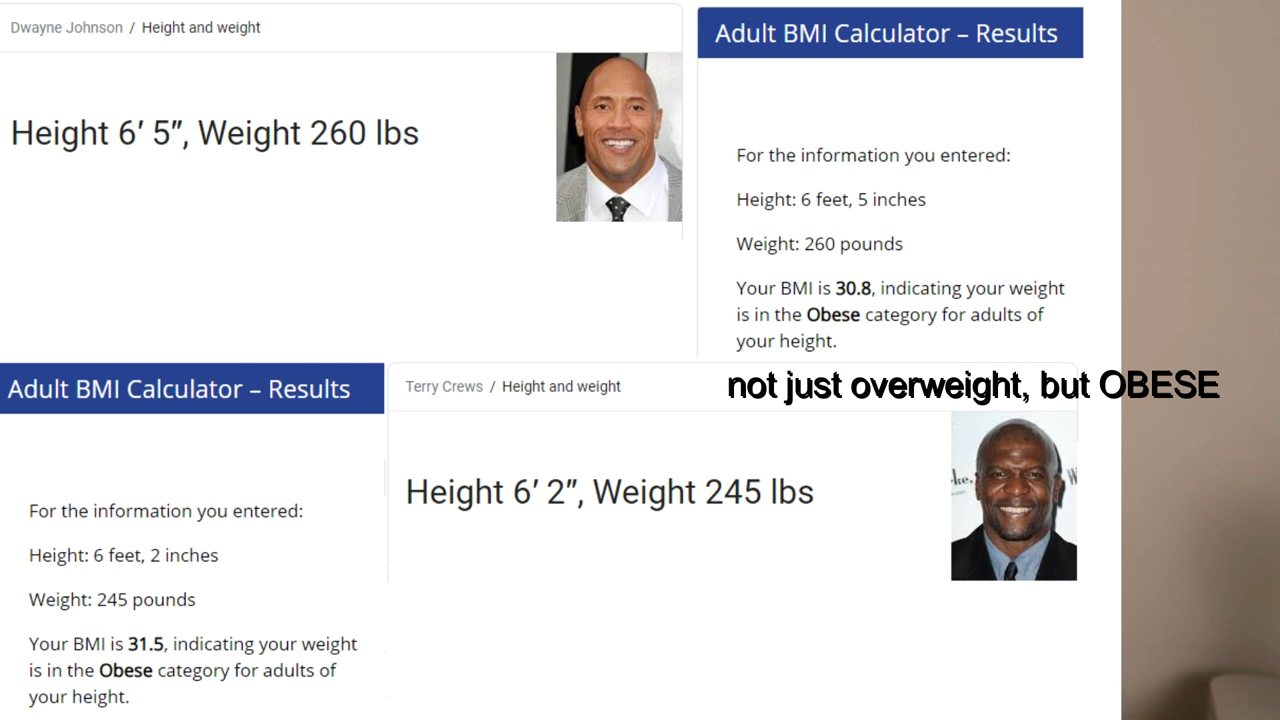 Dwayne Johnson / Height and weight
Height 6′ 5″, Weight 260 lbs
Adult BMI Calculator – Results
For the information you entered:
Height: 6 feet, 5 inches
Weight: 260 pounds
Your BMI is 30.8, indicating your weight
is in the Obese category for adults of
your height.
not just overweight, but OBESE
Adult BMI Calculator – Results
For the information you entered:
Height: 6 feet, 2 inches
Weight: 245 pounds
Your BMI is 31.5, indicating your weight
is in the Obese category for adults of
your height.
Terry Crews / Height and weight
Height 6′ 2″, Weight 245 lbs